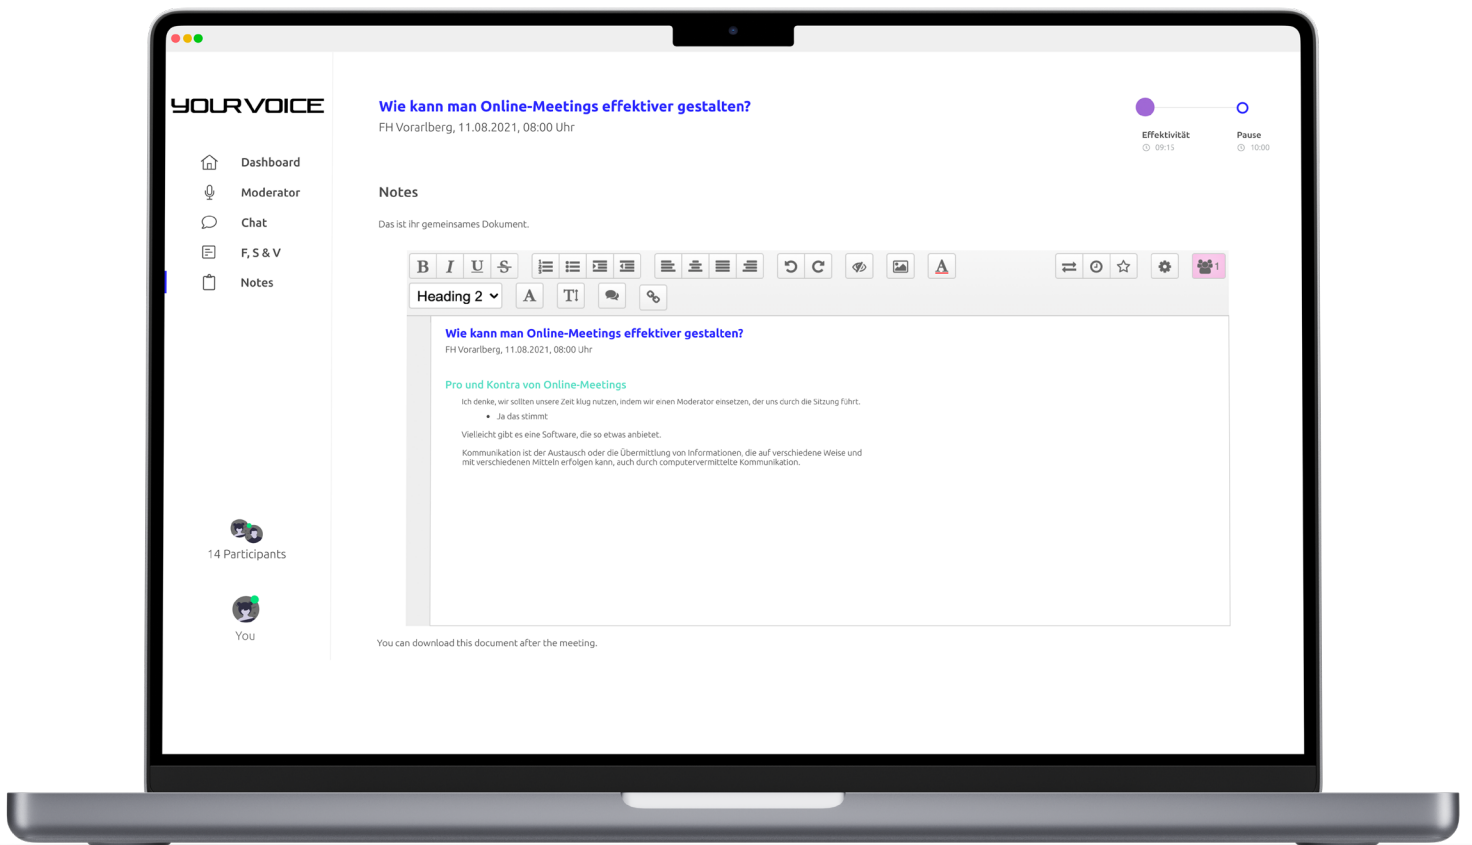 YOURVOICE
Dashboard
Moderator
Chat
F, S & V
Notes
14 Participants
You
Wie kann man Online-Meetings effektiver gestalten?
FH Vorarlberg, 11.08.2021, 08:00 Uhr
Effektivität
09:15
Pause
10:00
Notes
Das ist ihr gemeinsames Dokument.
B I U S
A
1
Heading 2
A
T
Wie kann man Online-Meetings effektiver gestalten?
FH Vorarlberg, 11.08.2021, 08:00 Uhr
Pro und Kontra von Online-Meetings
Ich denke, wir sollten unsere Zeit klug nutzen, indem wir einen Moderator einsetzen, der uns durch die Sitzung führt.
• Ja das stimmt
Vielleicht gibt es eine Software, die so etwas anbietet.
Kommunikation ist der Austausch oder die Übermittlung von Informationen, die auf verschiedene Weise und
mit verschiedenen Mitteln erfolgen kann, auch durch computervermittelte Kommunikation.
You can download this document after the meeting.